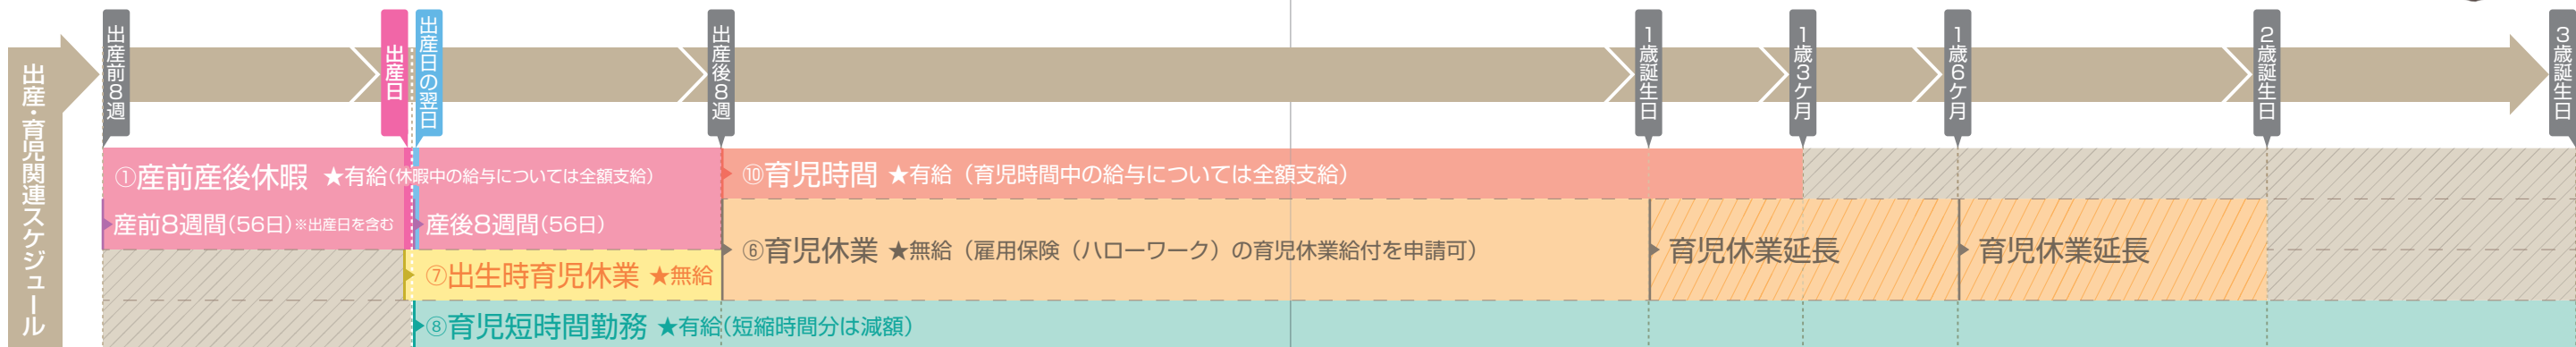 出産・育児関連スケジュール
出産前8週
出産日
出産日の翌日
出産後8週
1歳誕生日
1歳3ケ月
1歳6ケ月
2歳誕生日
3歳誕生日
①産前産後休暇 ★有給(休暇中の給与については全額支給)
⑩育児時間 ★有給（育児時間中の給与については全額支給）
産前8週間(56日)※出産日を含む
産後8週間(56日)
⑥育児休業 ★無給（雇用保険（ハローワーク）の育児休業給付を申請可）
育児休業延長
育児休業延長
⑦出生時育児休業 ★無給
⑧育児短時間勤務 ★有給(短縮時間分は減額)